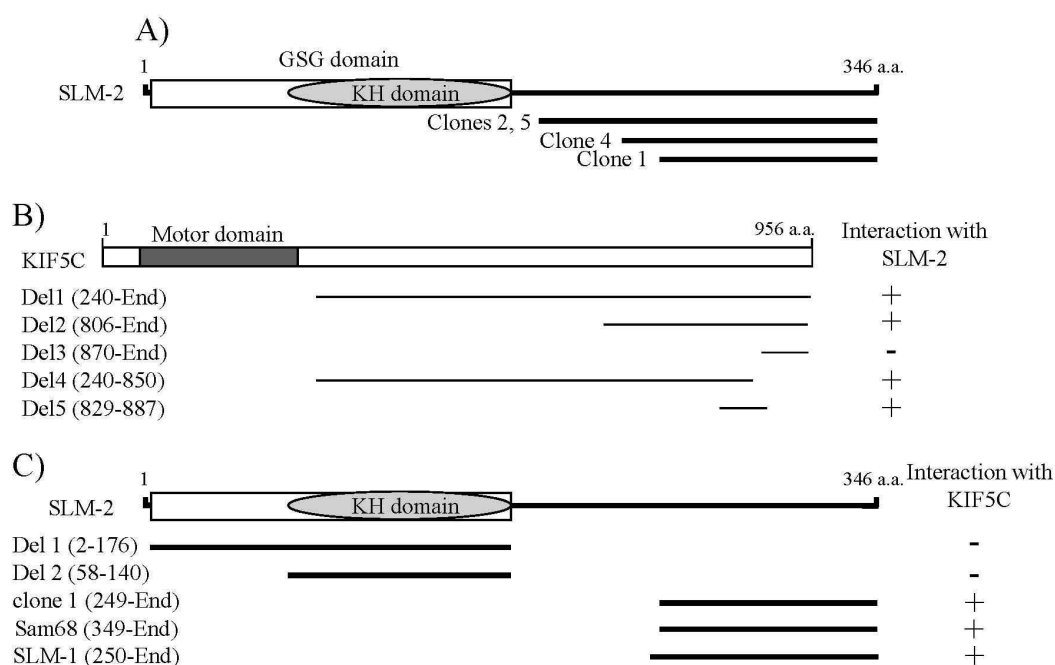 A)
GSG domain
1
346 a.a.
SLM-2
KH domain
Clones 2, 5
Clone 4
Clone 1
B)
1
Motor domain
956 a.a.
Interaction with
SLM-2
KIF5C
Del1 (240-End)
+
Del2 (806-End)
+
Del3 (870-End)
-
Del4 (240-850)
+
Del5 (829-887)
+
C)
1
346 a.a.
Interaction with
KIF5C
SLM-2
KH domain
Del 1 (2-176)
-
Del 2 (58-140)
-
clone 1 (249-End)
+
Sam68 (349-End)
+
SLM-1 (250-End)
+